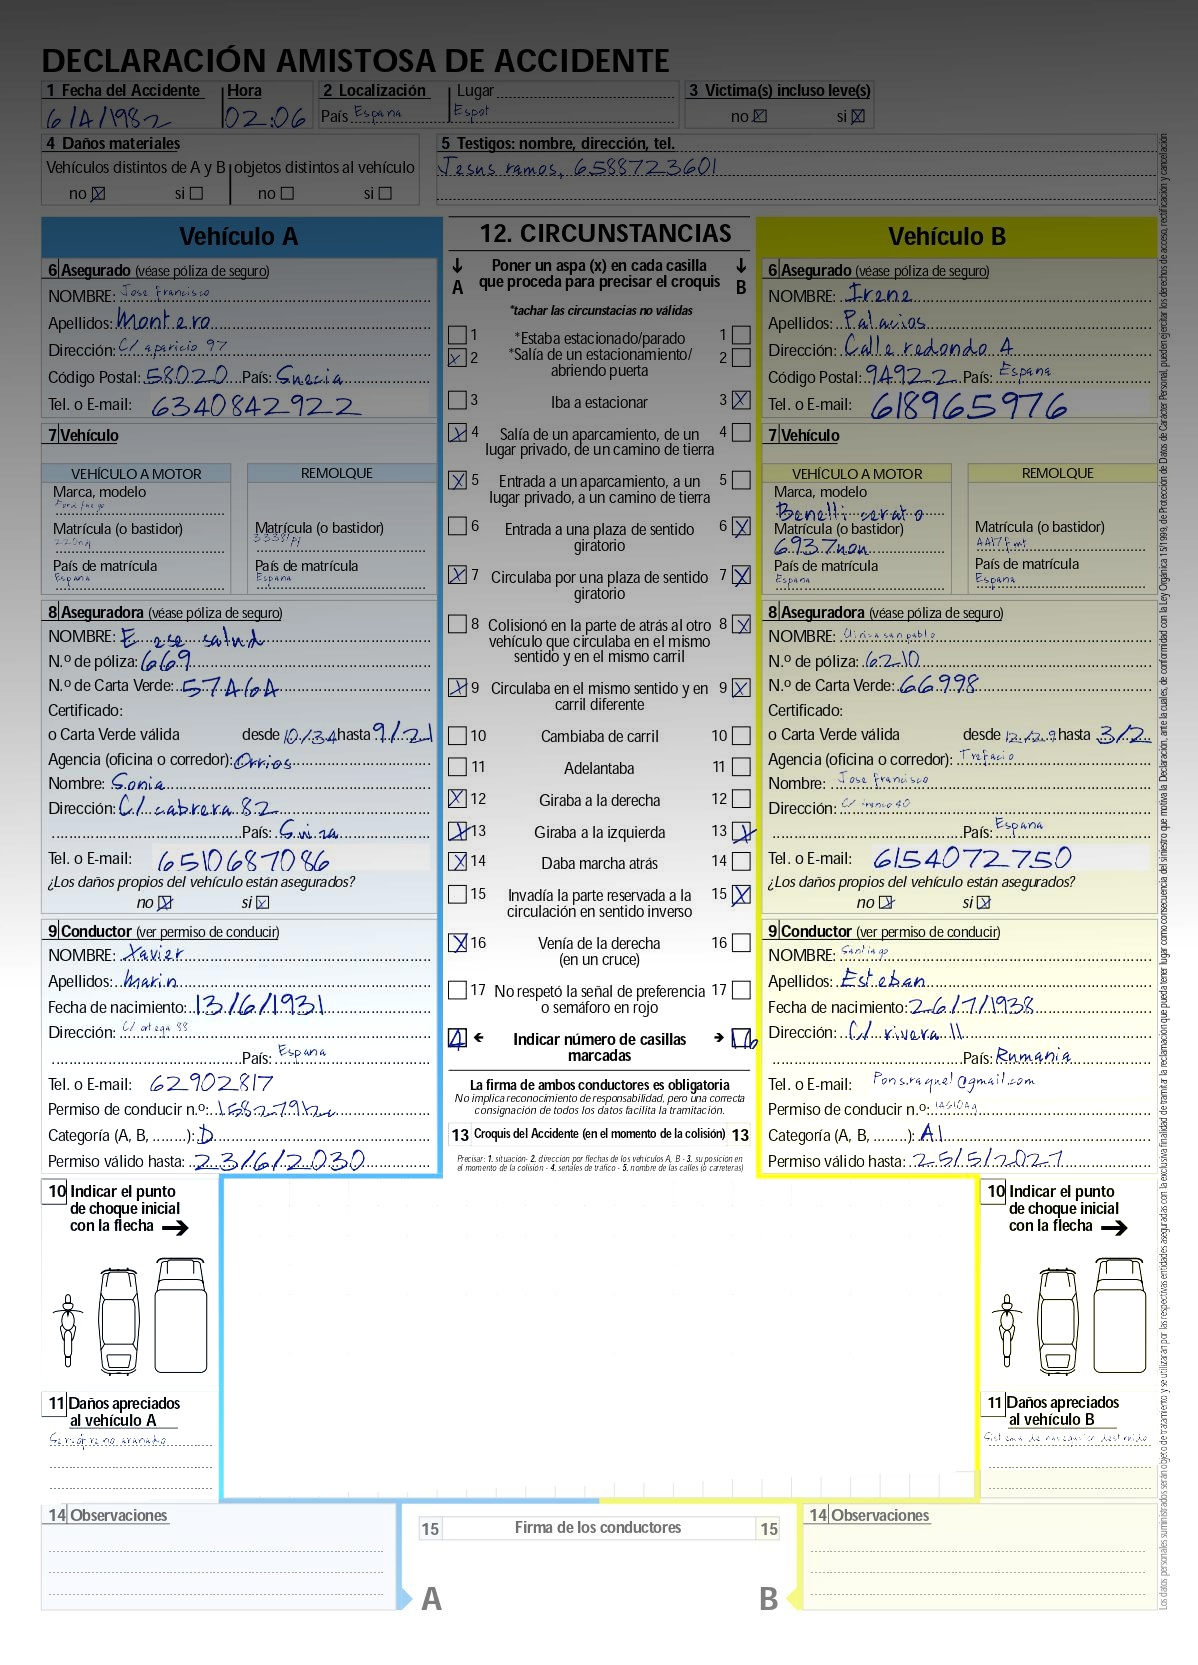 DECLARACIÓN AMISTOSA DE ACCIDENTE
1 Fecha del Accidente Hora 2 Localización Lugar 3 Victima(s) incluso leve(s)
6/4/1982 02:06 País España Espot no si
4 Daños materiales 5 Testigos: nombre, dirección, tel.
Vehículos distintos de A y B objetos distintos al vehículo Jesus ramos, 6588723601
no si no si
Vehículo A
6 Asegurado (véase póliza de seguro)
NOMBRE: Jose Francisco
Apellidos: Montero
Dirección: C/ aparicio 97
Código Postal: 58020 País: Suecia
Tel. o E-mail: 6340842922
7 Vehículo
VEHÍCULO A MOTOR REMOLQUE
Marca, modelo
Matrícula (o bastidor) Matrícula (o bastidor)
País de matrícula País de matrícula
España España
8 Aseguradora (véase póliza de seguro)
NOMBRE: E ese salud
N.º de póliza: 669
N.º de Carta Verde: 57464
Certificado:
o Carta Verde válida desde 10/34 hasta 9/21
Agencia (oficina o corredor): Orrios
Nombre: Sonia
Dirección: C/ cabrera 82
País: Suiza
Tel. o E-mail: 6510687086
¿Los daños propios del vehículo están asegurados?
no si
9 Conductor (ver permiso de conducir)
NOMBRE: Xavier
Apellidos: Marin
Fecha de nacimiento: 13/6/1931
Dirección: C/ ortega 88
País: España
Tel. o E-mail: 62902817
Permiso de conducir n.º:
Categoría (A, B, ........): D
Permiso válido hasta: 23/6/2030
12. CIRCUNSTANCIAS
Poner un aspa (x) en cada casilla
que proceda para precisar el croquis
A B
*tachar las circunstacias no válidas
1 *Estaba estacionado/parado 1
2 *Salía de un estacionamiento/ 2
abriendo puerta
3 Iba a estacionar 3
4 Salía de un aparcamiento, de un 4
lugar privado, de un camino de tierra
5 Entrada a un aparcamiento, a un 5
lugar privado, a un camino de tierra
6 Entrada a una plaza de sentido 6
giratorio
7 Circulaba por una plaza de sentido 7
giratorio
8 Colisionó en la parte de atrás al otro 8
vehículo que circulaba en el mismo
sentido y en el mismo carril
9 Circulaba en el mismo sentido y en 9
carril diferente
10 Cambiaba de carril 10
11 Adelantaba 11
12 Giraba a la derecha 12
13 Giraba a la izquierda 13
14 Daba marcha atrás 14
15 Invadía la parte reservada a la 15
circulación en sentido inverso
16 Venía de la derecha 16
(en un cruce)
17 No respetó la señal de preferencia 17
o semáforo en rojo
4 Indicar número de casillas 16
marcadas
La firma de ambos conductores es obligatoria
No implica reconocimiento de responsabilidad, pero una correcta
consignación de todos los datos facilita la tramitación.
13 Croquis del Accidente (en el momento de la colisión) 13
Precisar: 1. situación- 2. dirección por flechas de los vehículos A, B - 3. su posición en
el momento de la colisión - 4. señales de tráfico - 5. nombre de las calles (o carreteras)
Vehículo B
6 Asegurado (véase póliza de seguro)
NOMBRE: Irene
Apellidos: Palacios
Dirección: Calle redondo 4
Código Postal: 94922 País: España
Tel. o E-mail: 618965976
7 Vehículo
VEHÍCULO A MOTOR REMOLQUE
Marca, modelo
Benelli cerato
Matrícula (o bastidor) Matrícula (o bastidor)
6937non
País de matrícula País de matrícula
España España
8 Aseguradora (véase póliza de seguro)
NOMBRE: Clinica san pablo
N.º de póliza: 6210
N.º de Carta Verde: 66998
Certificado:
o Carta Verde válida desde 12/29 hasta 3/2
Agencia (oficina o corredor): Trefacio
Nombre: Jose Francisco
Dirección: C/ franco 40
País: España
Tel. o E-mail: 6154072750
¿Los daños propios del vehículo están asegurados?
no si
9 Conductor (ver permiso de conducir)
NOMBRE: Santiago
Apellidos: Esteban
Fecha de nacimiento: 26/7/1938
Dirección: C/ rivera 11
País: Rumania
Tel. o E-mail: Pons.raquel@gmail.com
Permiso de conducir n.º:
Categoría (A, B, ........): A1
Permiso válido hasta: 25/5/2027
10 Indicar el punto
de choque inicial
con la flecha
11 Daños apreciados
al vehículo A
10 Indicar el punto
de choque inicial
con la flecha
11 Daños apreciados
al vehículo B
Sistema de navegación destruido
14 Observaciones
15 Firma de los conductores 15
A B
14 Observaciones
Los datos personales suministrados serán objeto de tratamiento y se utilizaran por las respectivas entidades aseguradas con la exclusiva finalidad de tramitar la reclamación que pueda tener lugar como consecuencia del siniestro que motiva la Declaración, ante la cuales, de conformidad con la Ley Orgánica 15/1999 de Protección de Datos de Carácter Personal, pueden ejercitar los derechos de acceso, rectificación y cancelación